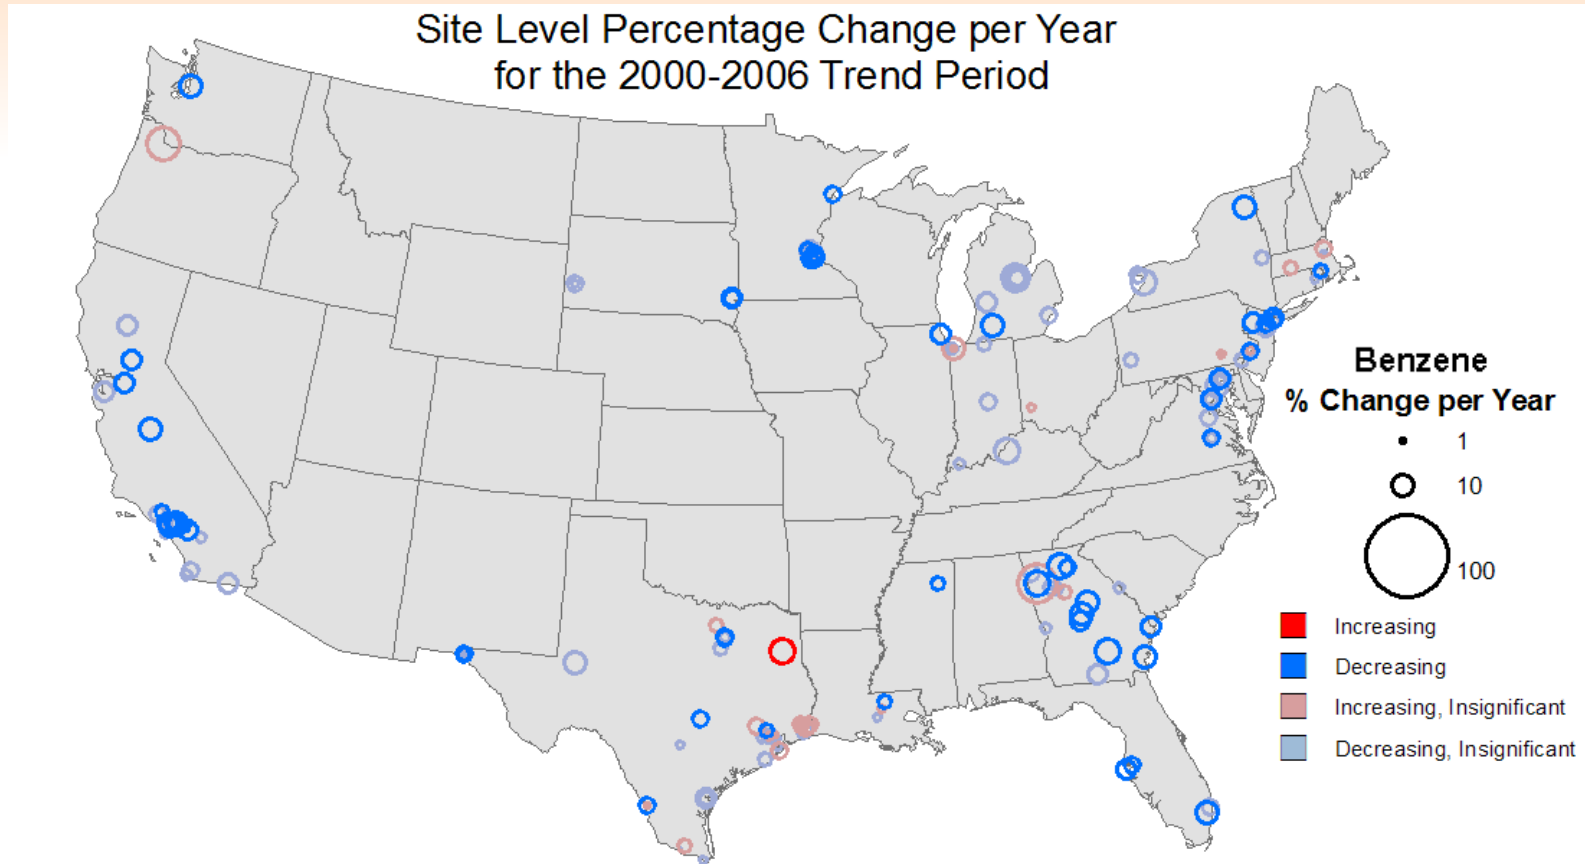 Site Level Percentage Change per Year
for the 2000-2006 Trend Period
Benzene
% Change per Year
1
10
100
Increasing
Decreasing
Increasing, Insignificant
Decreasing, Insignificant